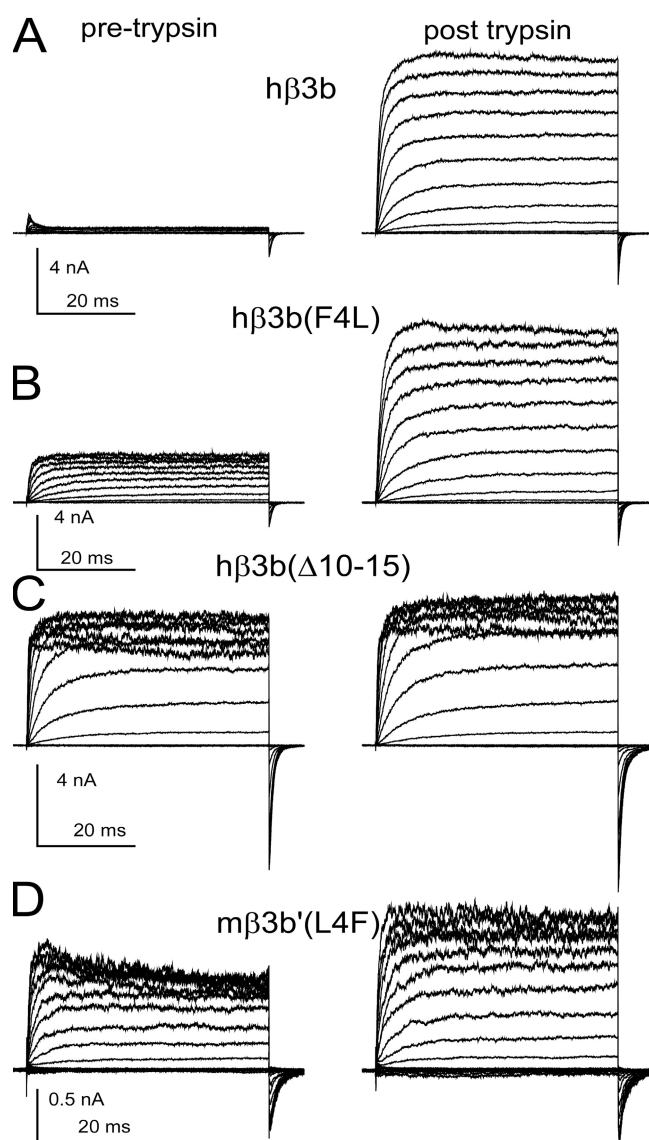 A
pre-trypsin
post trypsin
hβ3b
4 nA
20 ms
hβ3b(F4L)
B
4 nA
20 ms
hβ3b(Δ10-15)
C
4 nA
20 ms
D
mβ3b'(L4F)
0.5 nA
20 ms